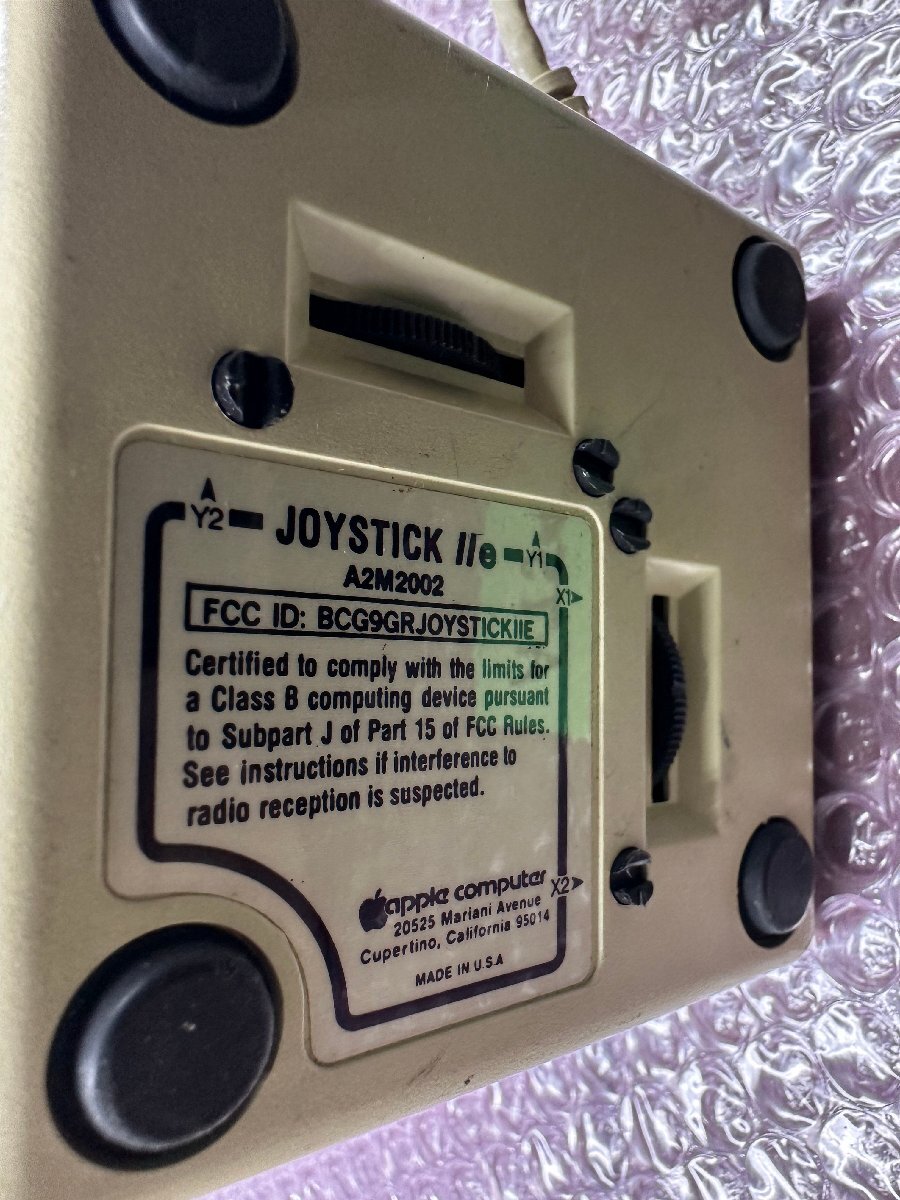 Y2
JOYSTICK IIe
Y1
A2M2002
X1
FCC ID: BCG9GRJOYSTICKIIE
Certified to comply with the limits for
a Class B computing device pursuant
to Subpart J of Part 15 of FCC Rules.
See instructions if interference to
radio reception is suspected.
apple computer
X2
20525 Mariani Avenue
Cupertino, California 95014
MADE IN U.S.A